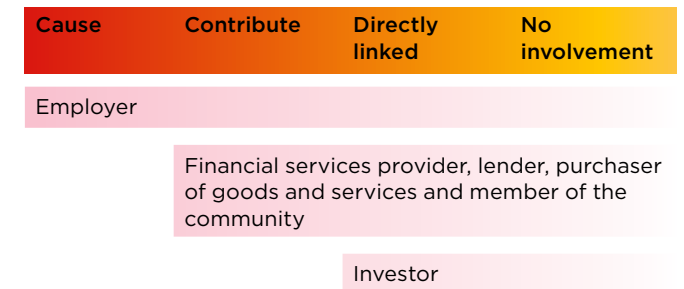 Cause
Contribute
Directly
linked
No
involvement
Employer
Financial services provider, lender, purchaser
of goods and services and member of the
community
Investor